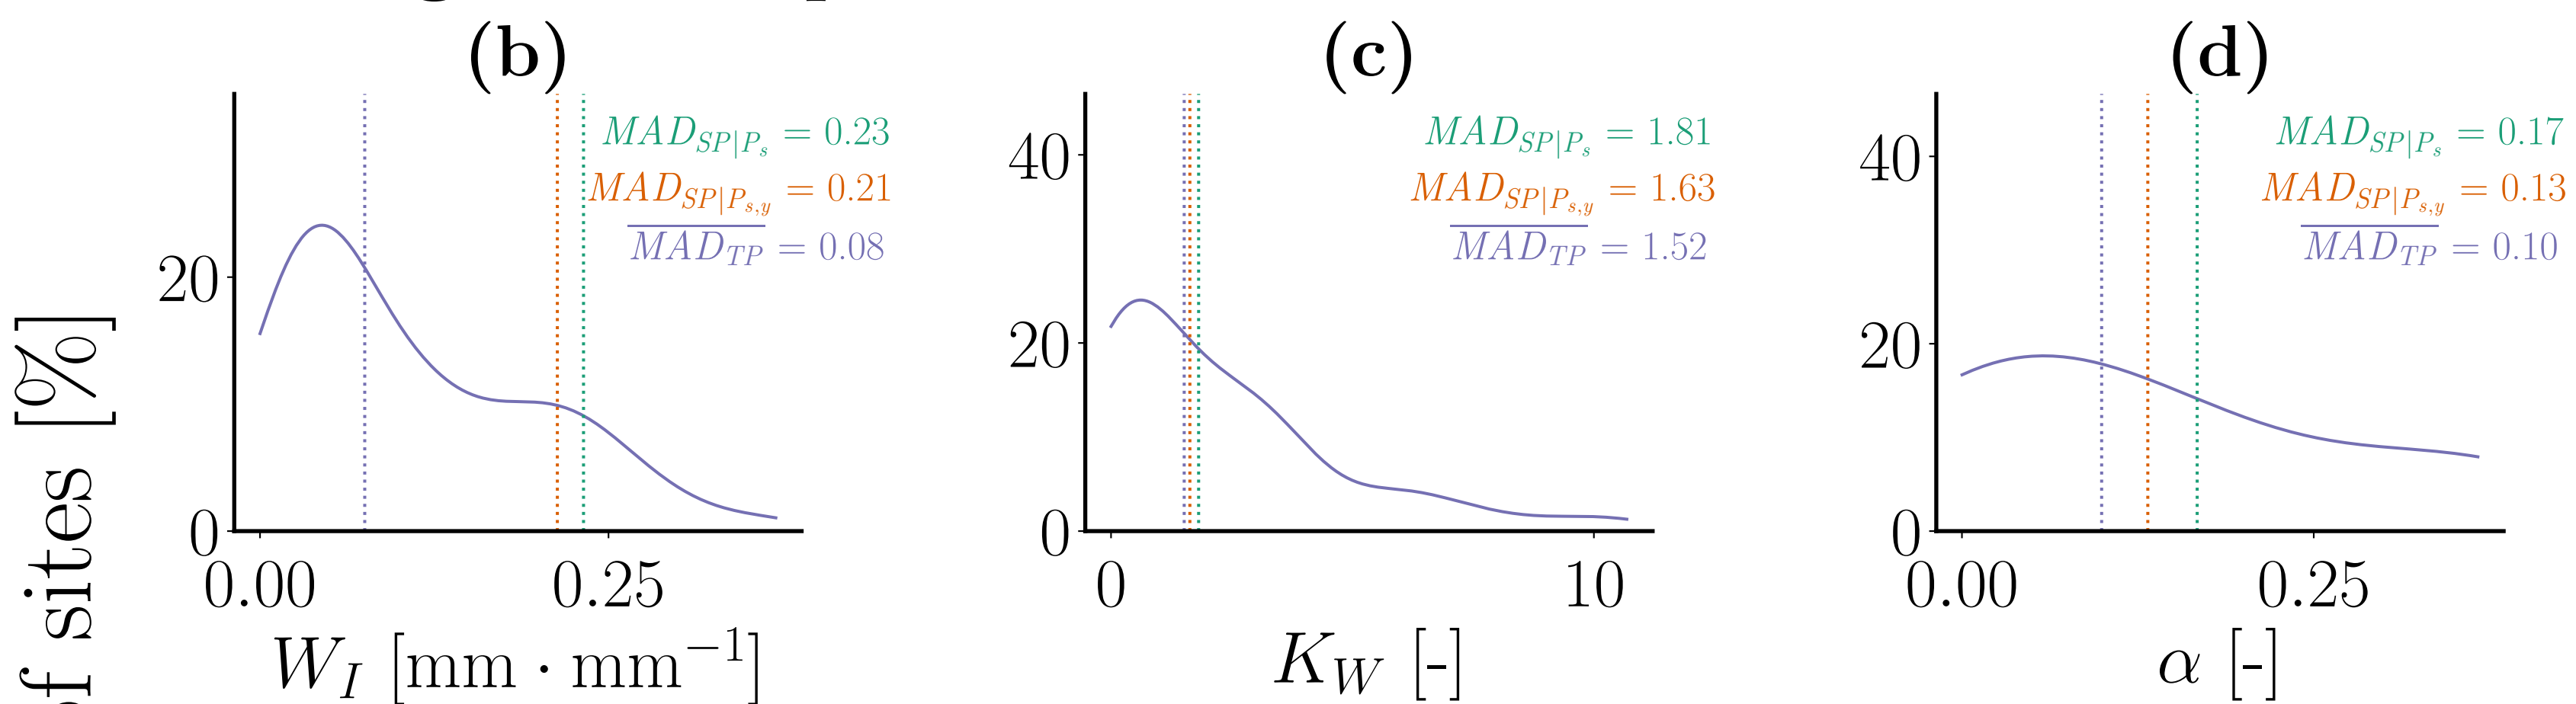 (b)
(c)
(d)
MAD_{SP|P_s} = 0.23
MAD_{SP|P_{s,y}} = 0.21
\overline{MAD_{TP}} = 0.08
MAD_{SP|P_s} = 1.81
MAD_{SP|P_{s,y}} = 1.63
\overline{MAD_{TP}} = 1.52
MAD_{SP|P_s} = 0.17
MAD_{SP|P_{s,y}} = 0.13
\overline{MAD_{TP}} = 0.10
of sites [%]
20
0
0.00
0.25
W_I [mm · mm^{-1}]
40
20
0
0
10
K_W [-]
40
20
0
0.00
0.25
α [-]